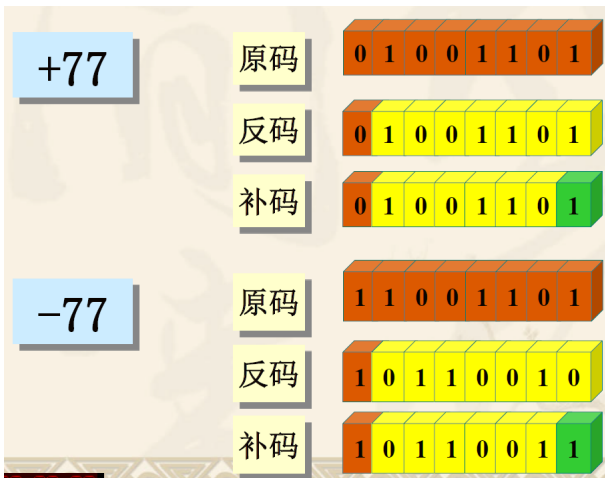 +77
原码 0 1 0 0 1 1 0 1
反码 0 1 0 0 1 1 0 1
补码 0 1 0 0 1 1 0 1
-77
原码 1 1 0 0 1 1 0 1
反码 1 0 1 1 0 0 1 0
补码 1 0 1 1 0 0 1 1